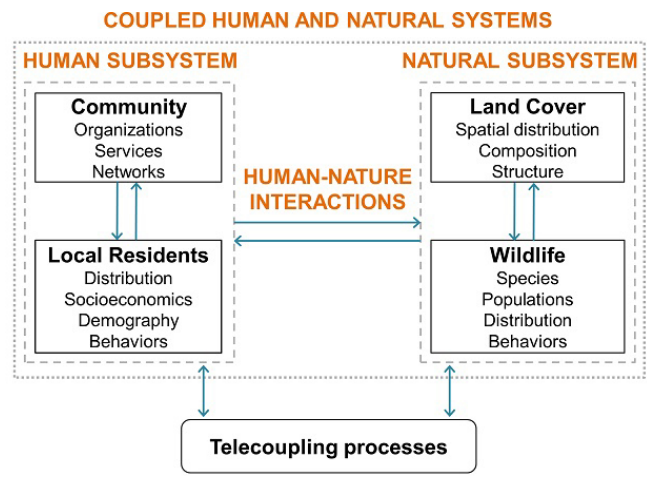 COUPLED HUMAN AND NATURAL SYSTEMS
HUMAN SUBSYSTEM
Community
Organizations
Services
Networks
Local Residents
Distribution
Socioeconomics
Demography
Behaviors
HUMAN-NATURE
INTERACTIONS
NATURAL SUBSYSTEM
Land Cover
Spatial distribution
Composition
Structure
Wildlife
Species
Populations
Distribution
Behaviors
Telecoupling processes